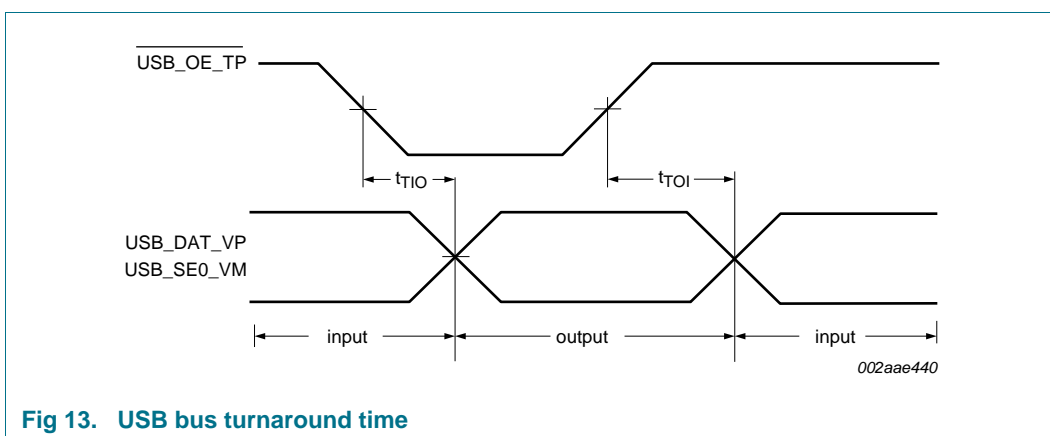 USB_OE_TP
tTIO
tTOI
USB_DAT_VP
USB_SE0_VM
input
output
input
002aae440
Fig 13. USB bus turnaround time